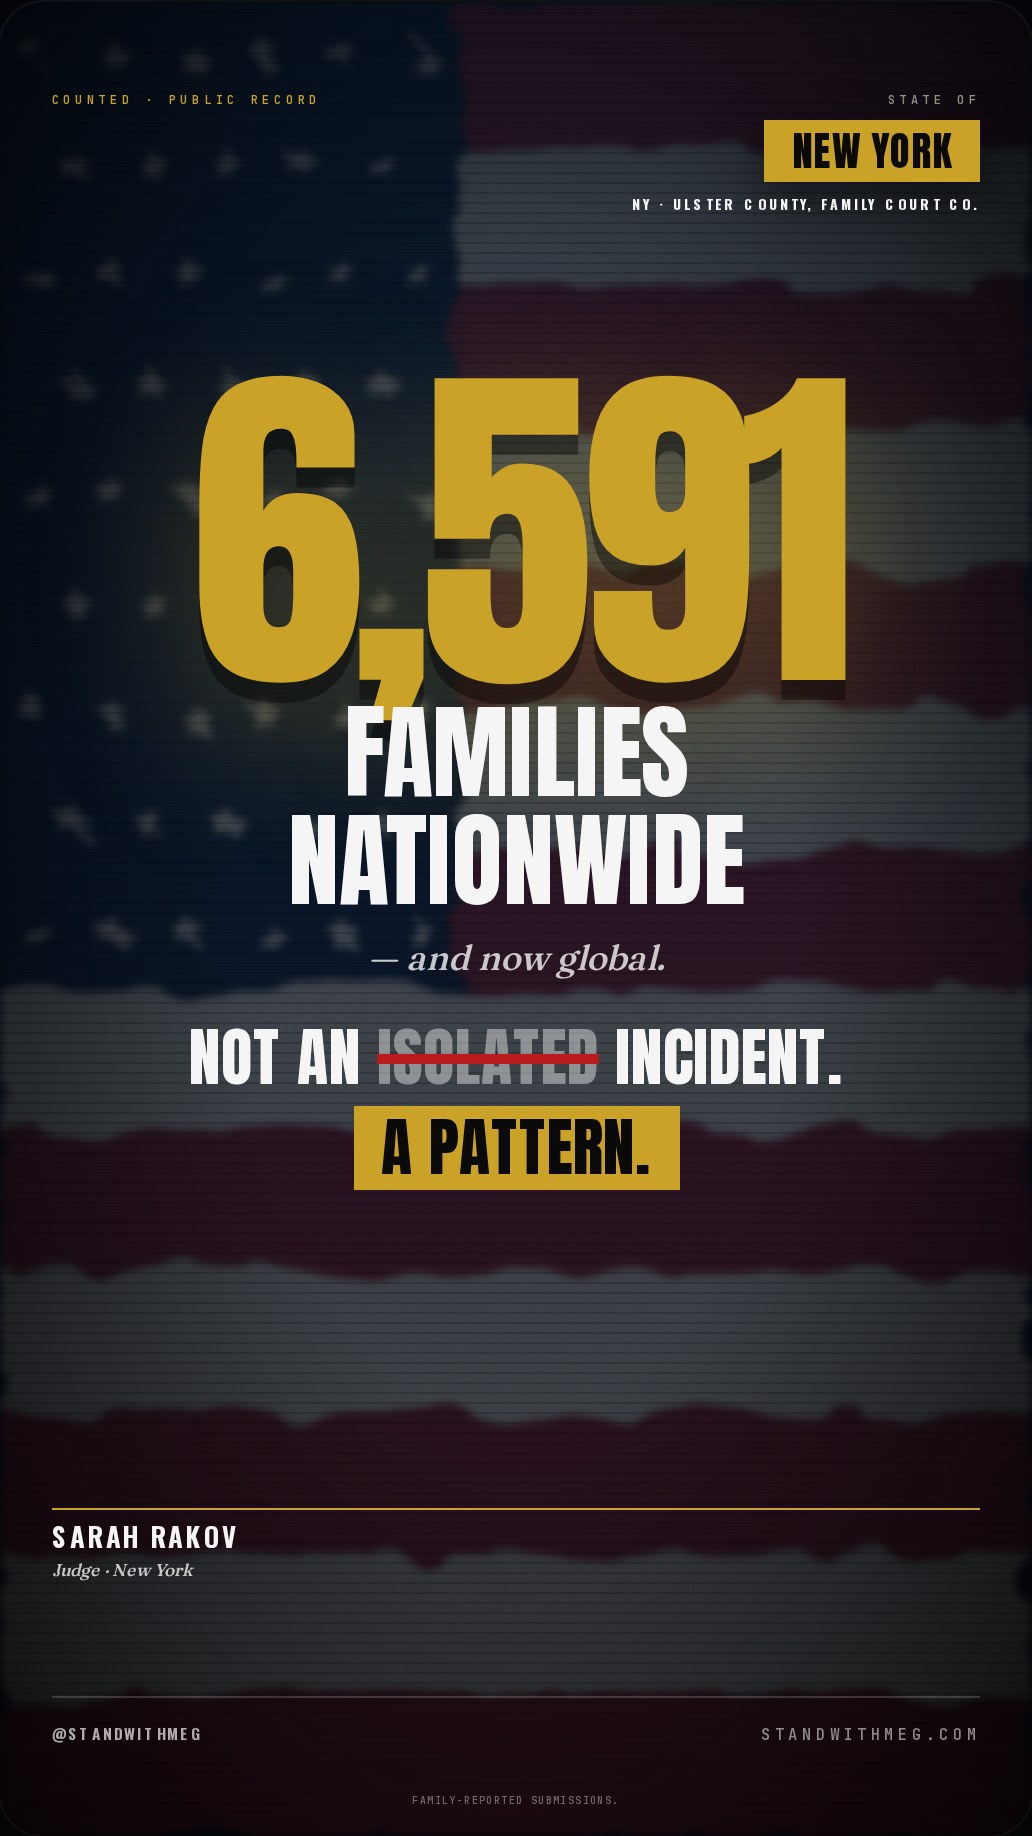 COUNTED · PUBLIC RECORD
STATE OF
NEW YORK
NY · ULSTER COUNTY, FAMILY COURT CO.
6,591
FAMILIES
NATIONWIDE
— and now global.
NOT AN ISOLATED INCIDENT.
A PATTERN.
SARAH RAKOV
Judge · New York
@STANDWITHMEG
STANDWITHMEG.COM
FAMILY-REPORTED SUBMISSIONS.